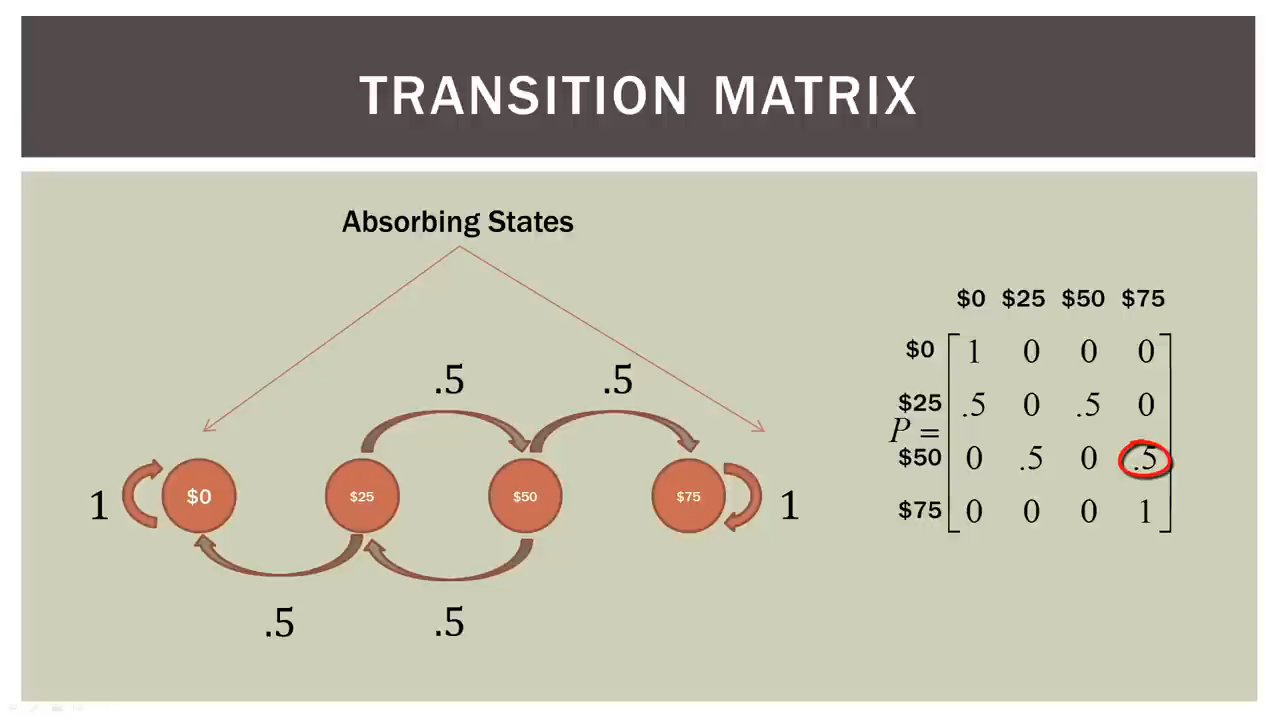 TRANSITION MATRIX
Absorbing States
.5 .5
1 $0 $25 $50 $75 1
.5 .5
$0 $25 $50 $75
$0 1 0 0 0
$25 .5 0 .5 0
P =
$50 0 .5 0 .5
$75 0 0 0 1